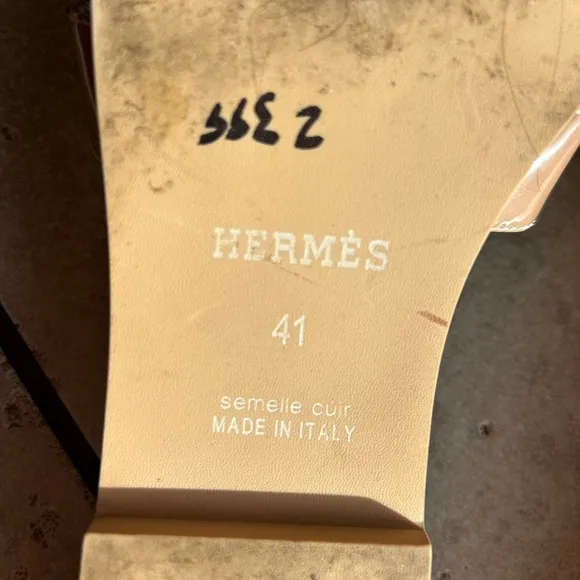 HERMÈS
41
semelle cuir
MADE IN ITALY